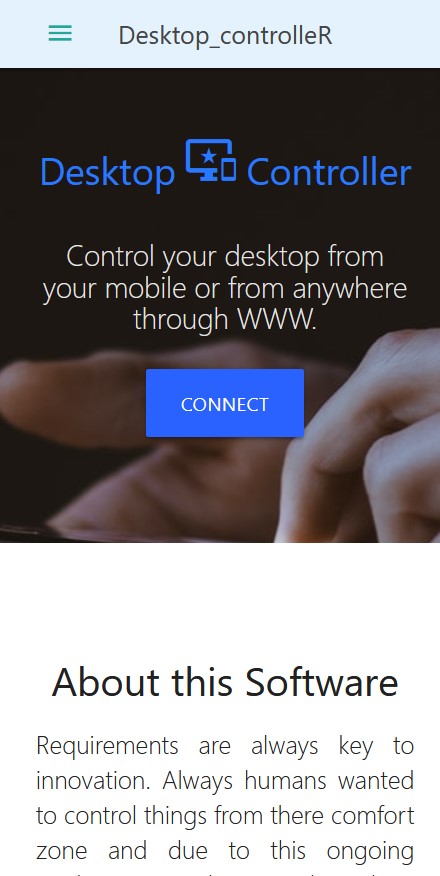 Desktop_controlleR
Desktop Controller
Control your desktop from
your mobile or from anywhere
through WWW.
CONNECT
About this Software
Requirements are always key to
innovation. Always humans wanted
to control things from there comfort
zone and due to this ongoing